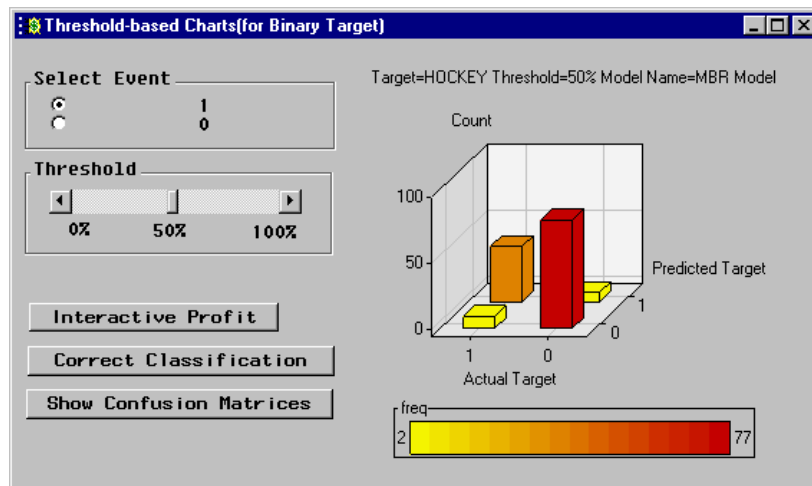 Threshold-based Charts(for Binary Target)
Select Event
1
0
Threshold
0% 50% 100%
Interactive Profit
Correct Classification
Show Confusion Matrices
Target=HOCKEY Threshold=50% Model Name=MBR Model
Count
100
50
0
Predicted Target
1
0
1 0
Actual Target
freq
2 77